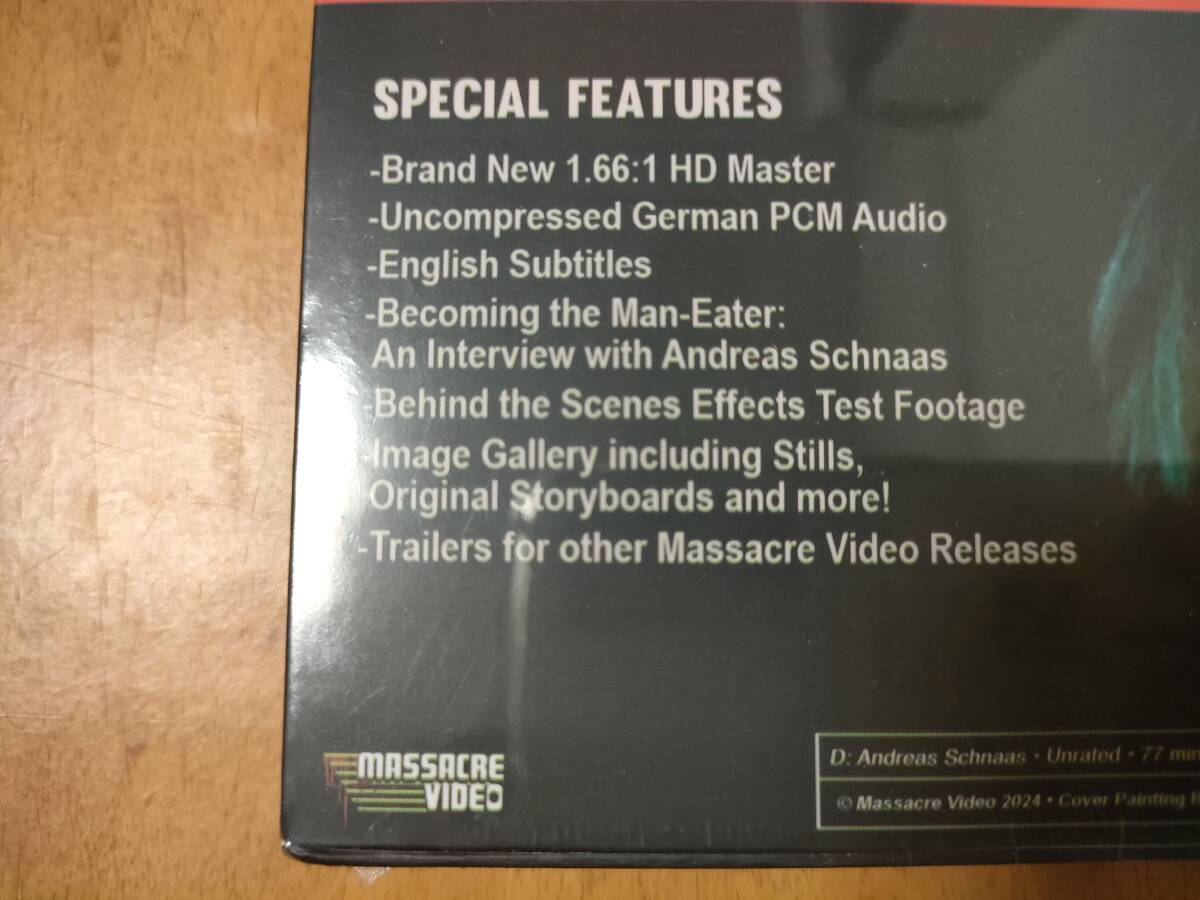 SPECIAL FEATURES
-Brand New 1.66:1 HD Master
-Uncompressed German PCM Audio
-English Subtitles
-Becoming the Man-Eater:
An Interview with Andreas Schnaas
-Behind the Scenes Effects Test Footage
-Image Gallery including Stills,
Original Storyboards and more!
-Trailers for other Massacre Video Releases
MASSACRE
VIDEO
D: Andreas Schnaas • Unrated • 77 min
© Massacre Video 2024 • Cover Painting